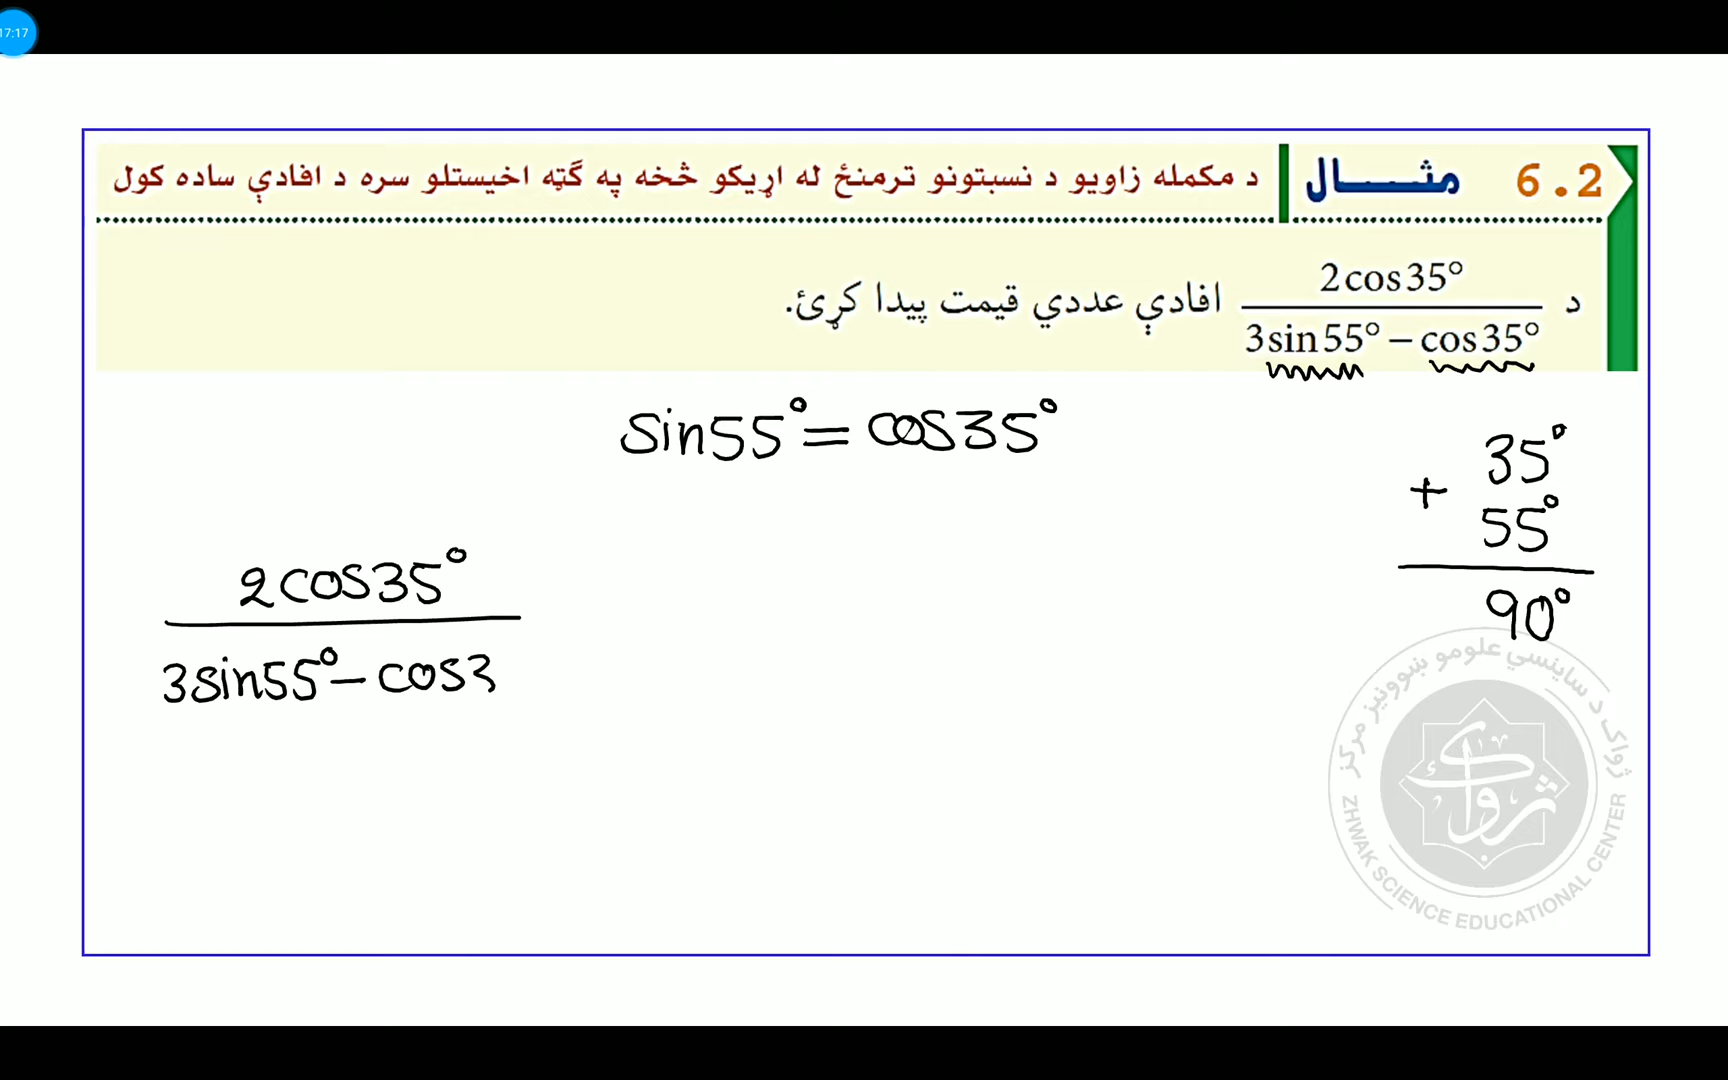 17:17
6.2 مثال د مکمله زاویو د نسبتونو ترمنځ له اړیکو څخه په ګټه اخیستلو سره د افادې ساده کول
د 2cos35° / 3sin55° − cos35° افادې عددي قیمت پیدا کړئ.
sin55° = cos35°
35°
+ 55°
90°
2cos35°
3sin55° − cos3
ژواک د ساینسي علومو ښوونیز مرکز
ژواک
ZHWAK SCIENCE EDUCATIONAL CENTER